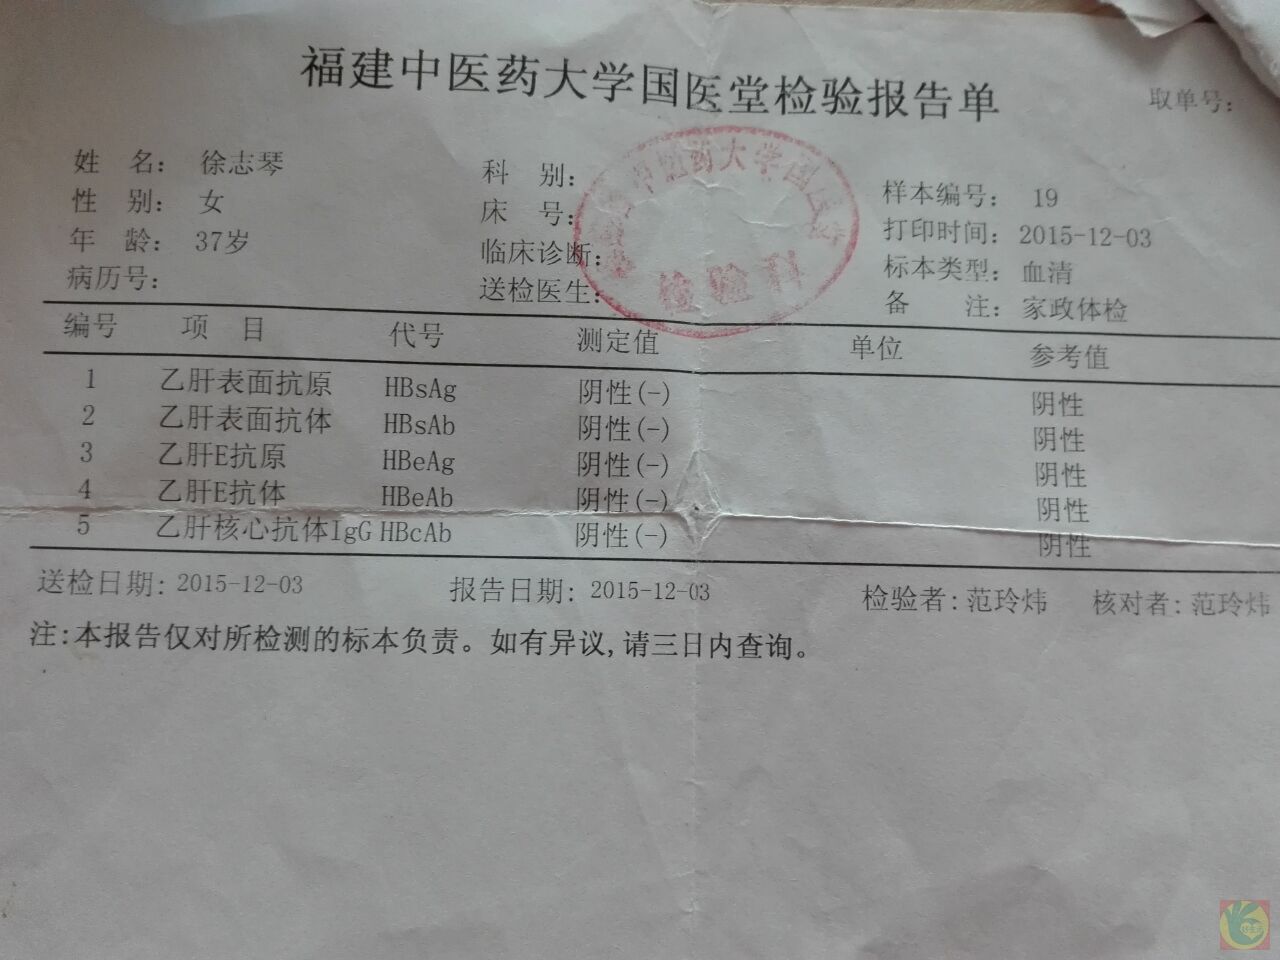 福建中医药大学国医堂检验报告单
取单号:
姓 名: 徐志琴 科 别: 样本编号: 19
性 别: 女 床 号: 打印时间: 2015-12-03
年 龄: 37岁 临床诊断: 标本类型: 血清
病历号: 送检医生: 备 注: 家政体检
中医药大学国医堂
检验科
编号 项 目 代号 测定值 单位 参考值
1 乙肝表面抗原 HBsAg 阴性(-) 阴性
2 乙肝表面抗体 HBsAb 阴性(-) 阴性
3 乙肝E抗原 HBeAg 阴性(-) 阴性
4 乙肝E抗体 HBeAb 阴性(-) 阴性
5 乙肝核心抗体IgG HBcAb 阴性(-) 阴性
送检日期: 2015-12-03 报告日期: 2015-12-03 检验者: 范玲炜 核对者: 范玲炜
注:本报告仅对所检测的标本负责。如有异议,请三日内查询。